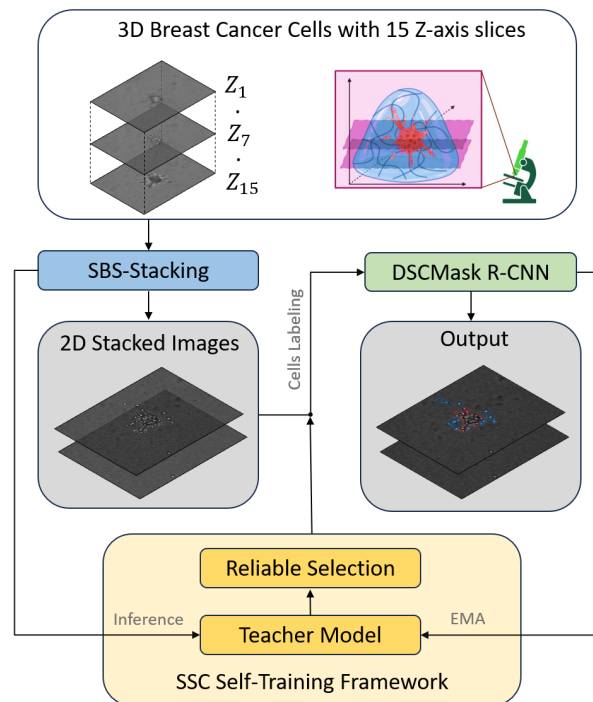 3D Breast Cancer Cells with 15 Z-axis slices
Z1
.
Z7
.
Z15
SBS-Stacking
DSCMask R-CNN
2D Stacked Images
Cells Labeling
Output
Reliable Selection
Inference
Teacher Model
EMA
SSC Self-Training Framework